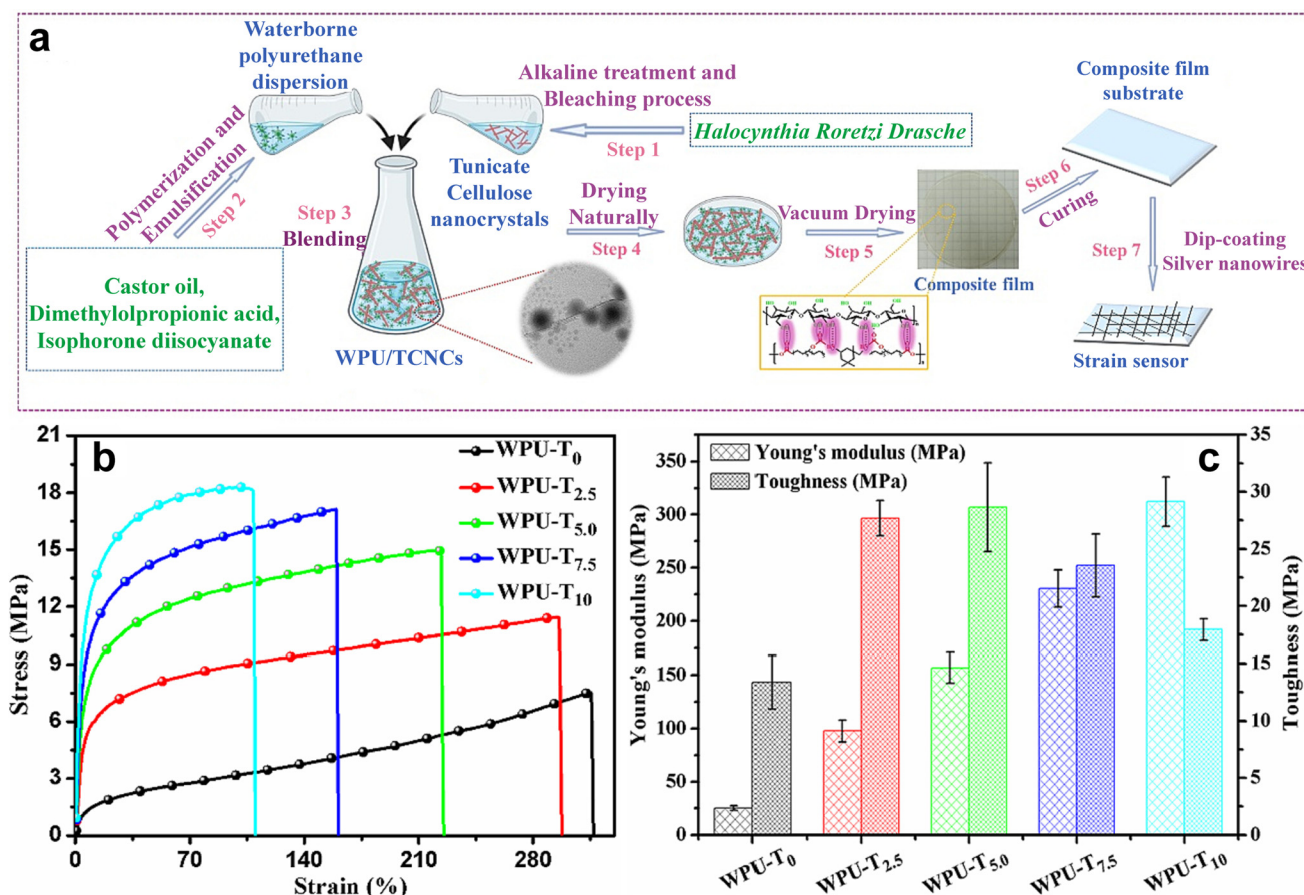 a
Waterborne
polyurethane
dispersion
Alkaline treatment and
Bleaching process
Halocynthia Roretzi Drasche
Step 1
Composite film
substrate
Polymerization and
Emulsification
Step 2
Tunicate
Cellulose
nanocrystals
Step 3
Blending
Drying
Naturally
Step 4
Vacuum Drying
Step 5
Step 6
Curing
Step 7
Dip-coating
Silver nanowires
Castor oil,
Dimethylolpropionic acid,
Isophorone diisocyanate
WPU/TCNCs
Composite film
Strain sensor
b
Stress (MPa)
21
18
15
12
9
6
3
0
0
70
140
210
280
Strain (%)
WPU-T0
WPU-T2.5
WPU-T5.0
WPU-T7.5
WPU-T10
c
Young's modulus (MPa)
350
300
250
200
150
100
50
0
Young's modulus (MPa)
Toughness (MPa)
35
30
25
20
15
10
5
0
Toughness (MPa)
WPU-T0
WPU-T2.5
WPU-T5.0
WPU-T7.5
WPU-T10